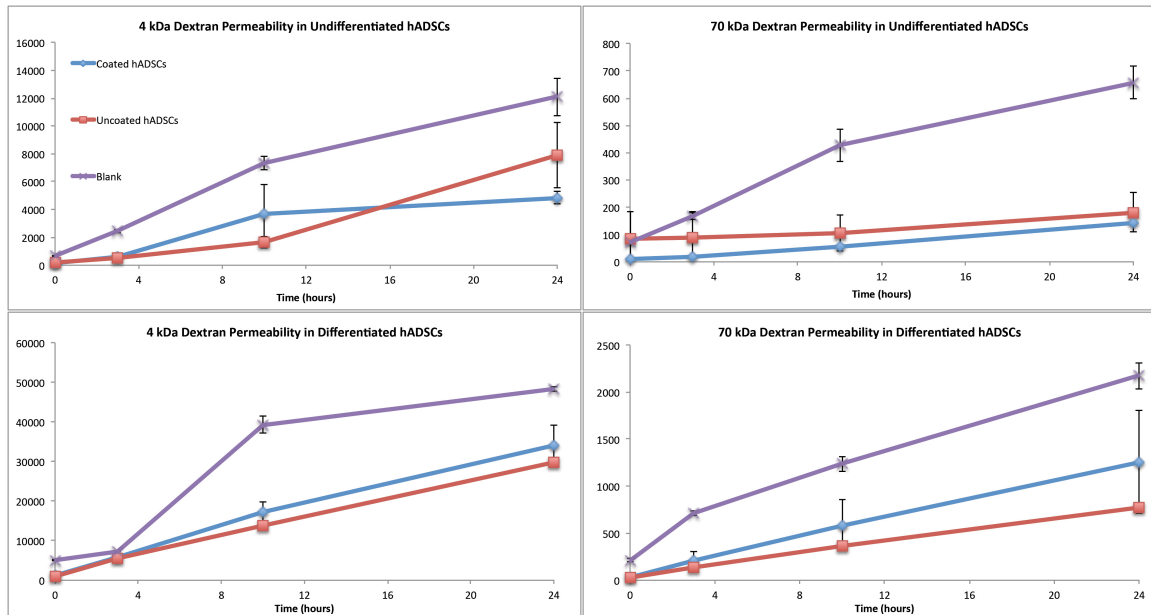 4 kDa Dextran Permeability in Undifferentiated hADSCs
16000
14000
12000
10000
8000
6000
4000
2000
0
Coated hADSCs
Uncoated hADSCs
Blank
0 4 8 12 16 20 24
Time (hours)
70 kDa Dextran Permeability in Undifferentiated hADSCs
800
700
600
500
400
300
200
100
0
0 4 8 12 16 20 24
Time (hours)
4 kDa Dextran Permeability in Differentiated hADSCs
60000
50000
40000
30000
20000
10000
0
0 4 8 12 16 20 24
Time (hours)
70 kDa Dextran Permeability in Differentiated hADSCs
2500
2000
1500
1000
500
0
0 4 8 12 16 20 24
Time (hours)